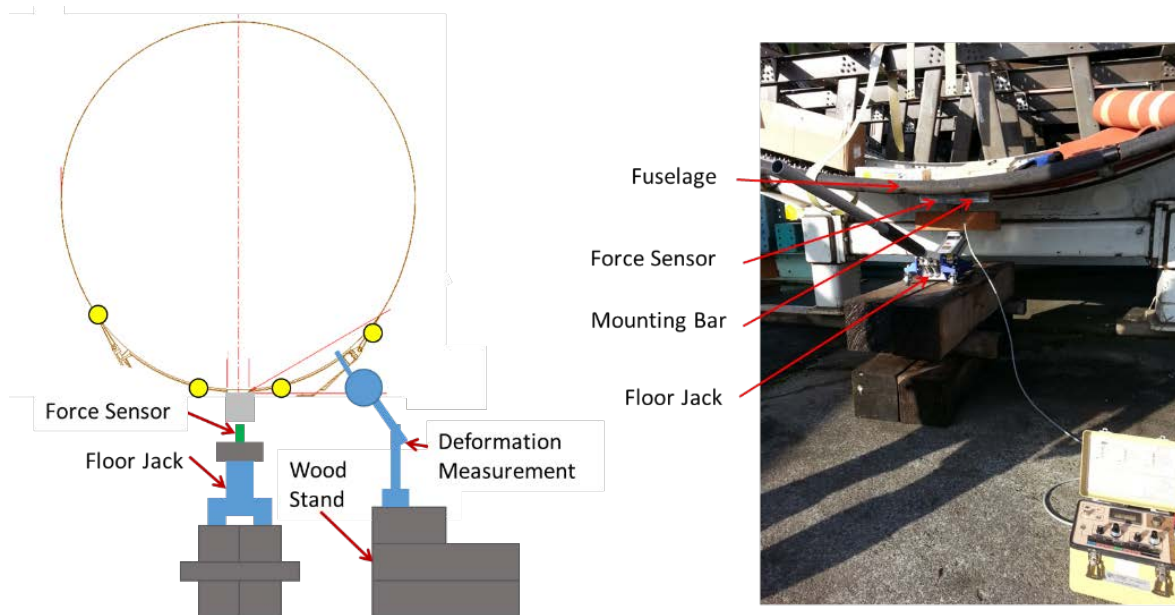 Force Sensor
Floor Jack
Wood
Stand
Deformation
Measurement
Fuselage
Force Sensor
Mounting Bar
Floor Jack